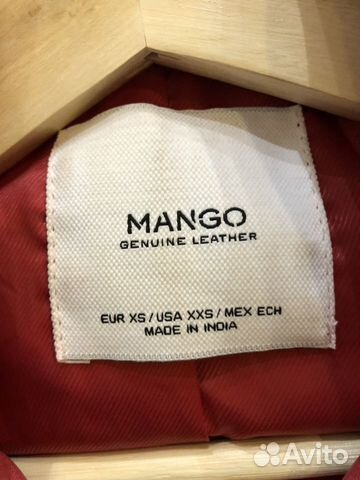 MANGO
GENUINE LEATHER
EUR XS / USA XXS / MEX ECH
MADE IN INDIA
Avito